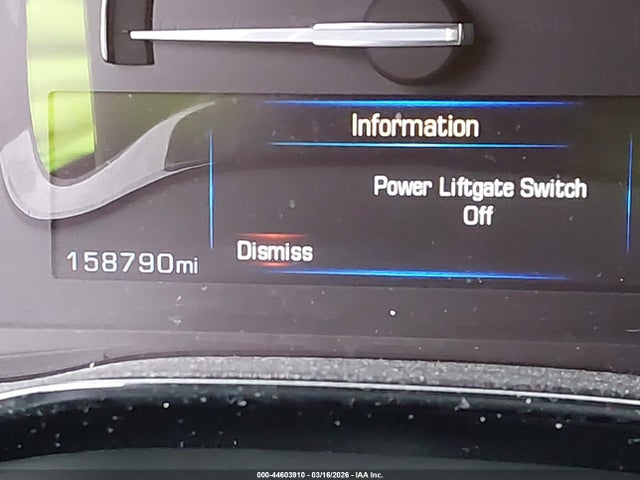 Information
Power Liftgate Switch
Off
Dismiss
158790mi
000-44603910 - 03/16/2026 - IAA Inc.